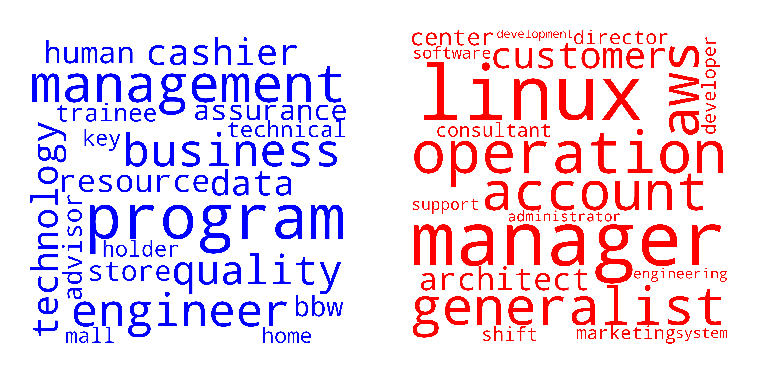 human cashier
management
trainee assurance
key technical
business
resource data
technology
advisor
program
holder
store quality
engineer bbw
mall home
center development director
software customer
linux
aws
developer
consultant
operation
account
support administrator
manager
architect engineering
generalist
shift marketing system